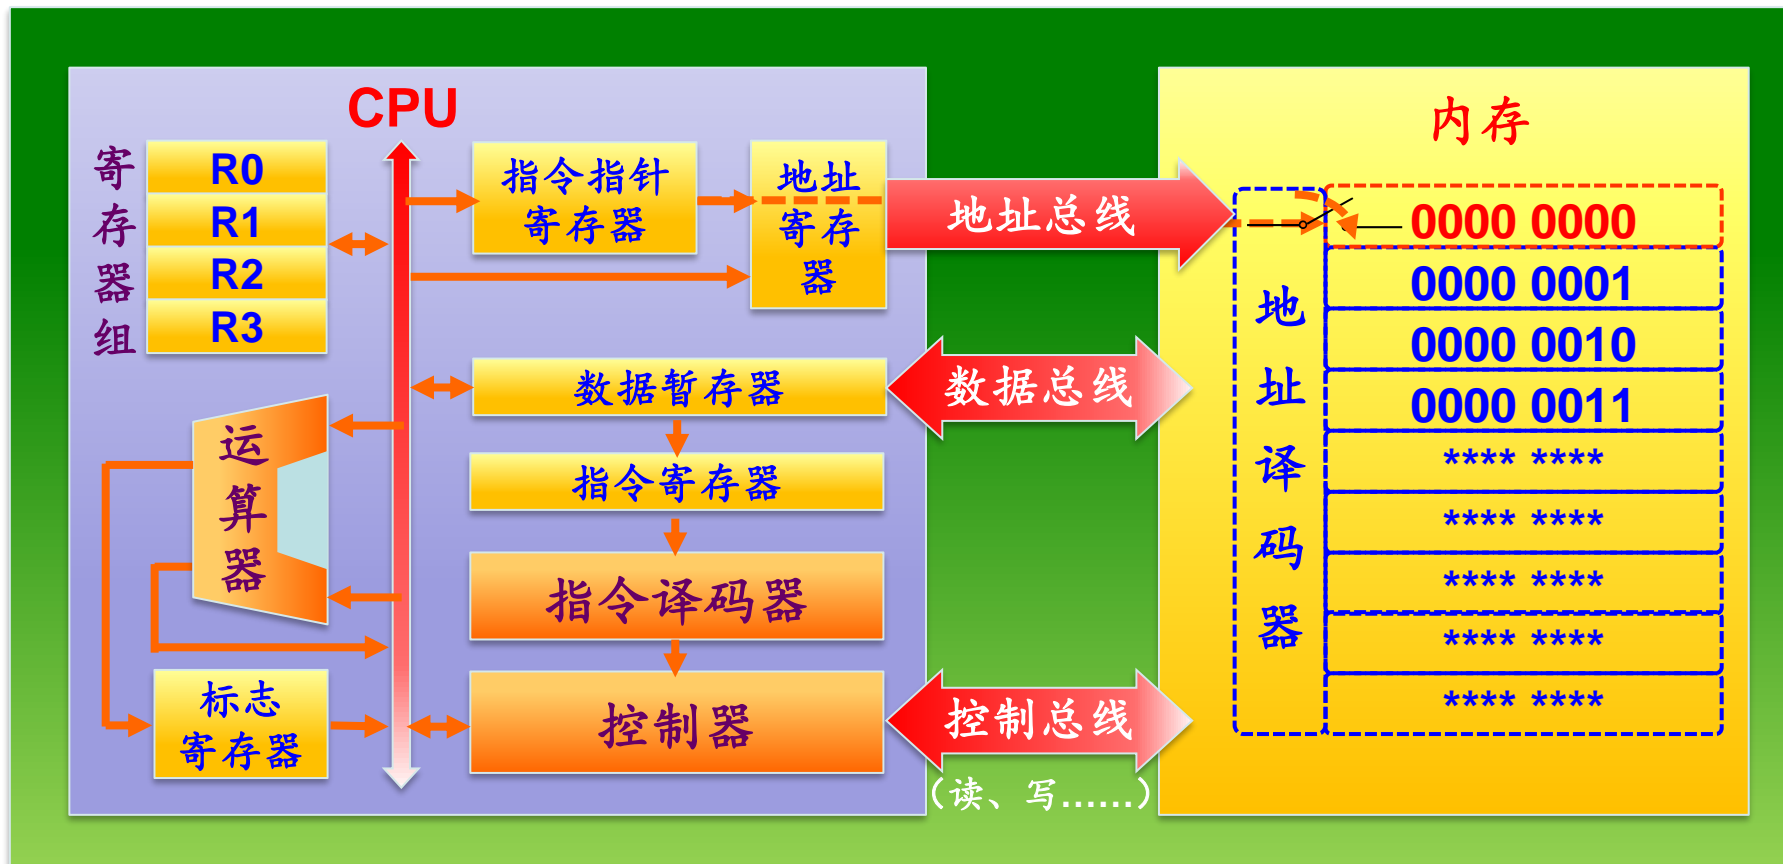 CPU
寄存器组
R0
R1
R2
R3
指令指针
寄存器
地址
寄存
器
数据暂存器
指令寄存器
指令译码器
控制器
运算器
标志
寄存器
地址总线
数据总线
控制总线
（读、写......）
内存
地址译码器
0000 0000
0000 0001
0000 0010
0000 0011
**** ****
**** ****
**** ****
**** ****
**** ****